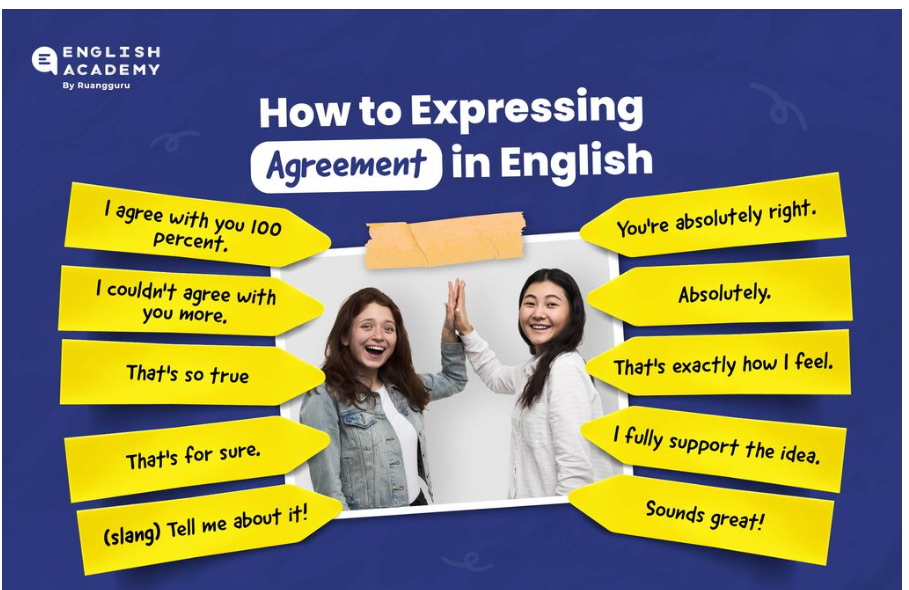 ENGLISH
ACADEMY
By Ruangguru
How to Expressing
Agreement in English
I agree with you 100
percent.
I couldn't agree with
you more.
That's so true
That's for sure.
(slang) Tell me about it!
You're absolutely right.
Absolutely.
That's exactly how I feel.
I fully support the idea.
Sounds great!